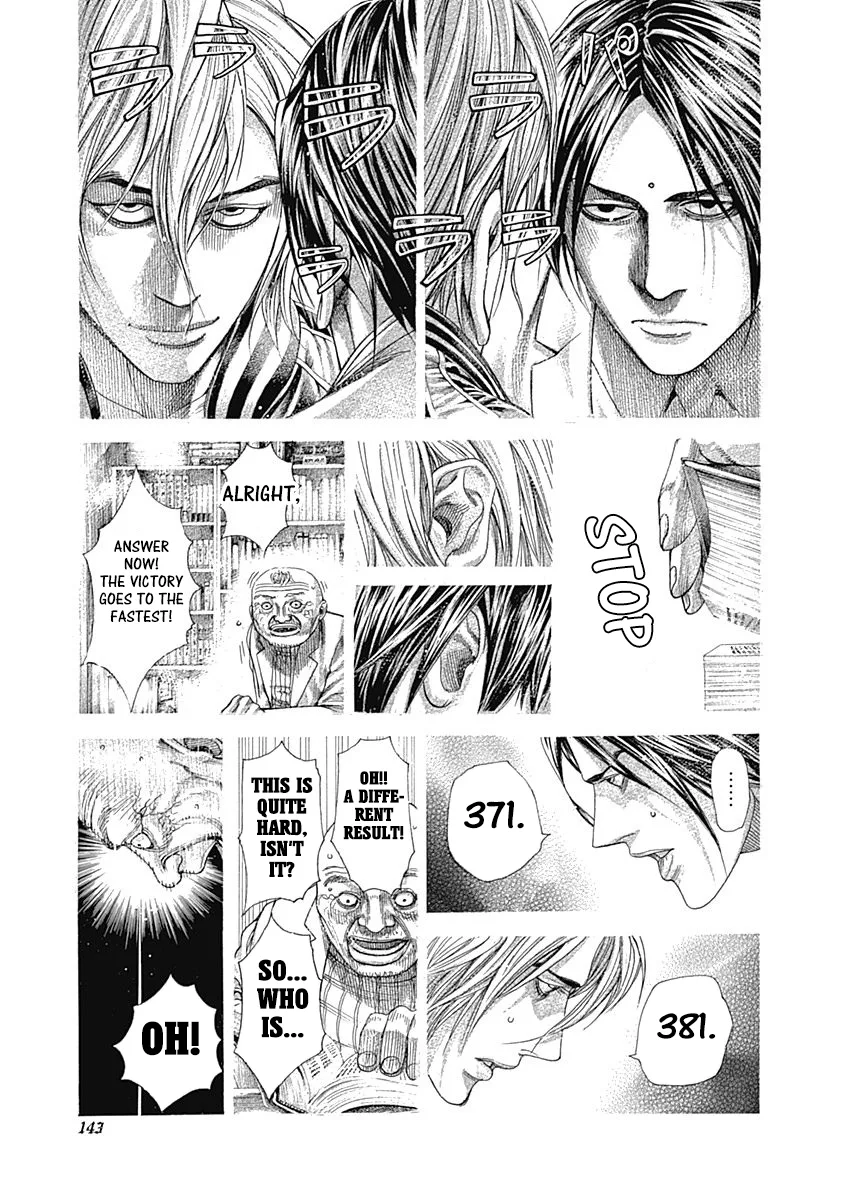 パラララ
ラララ
ラ
STOP
ALRIGHT,
ANSWER
NOW!
THE VICTORY
GOES TO THE
FASTEST!
......
371.
381.
OH!!
A DIFFE-
RENT
RESULT!
THIS IS
QUITE
HARD,
ISN'T
IT?
SO...
WHO
IS...
OH!
143